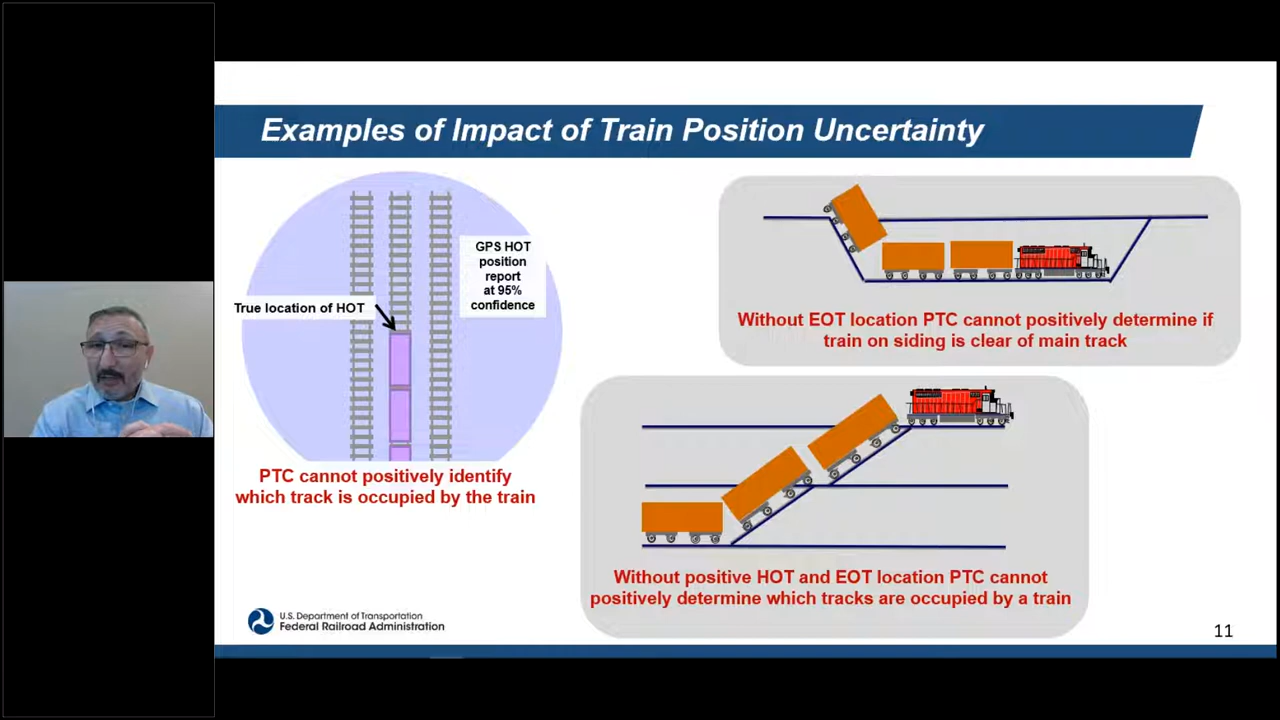 Examples of Impact of Train Position Uncertainty
GPS HOT
position
report
at 95%
confidence
True location of HOT
PTC cannot positively identify
which track is occupied by the train
Without EOT location PTC cannot positively determine if
train on siding is clear of main track
Without positive HOT and EOT location PTC cannot
positively determine which tracks are occupied by a train
U.S. Department of Transportation
Federal Railroad Administration
11